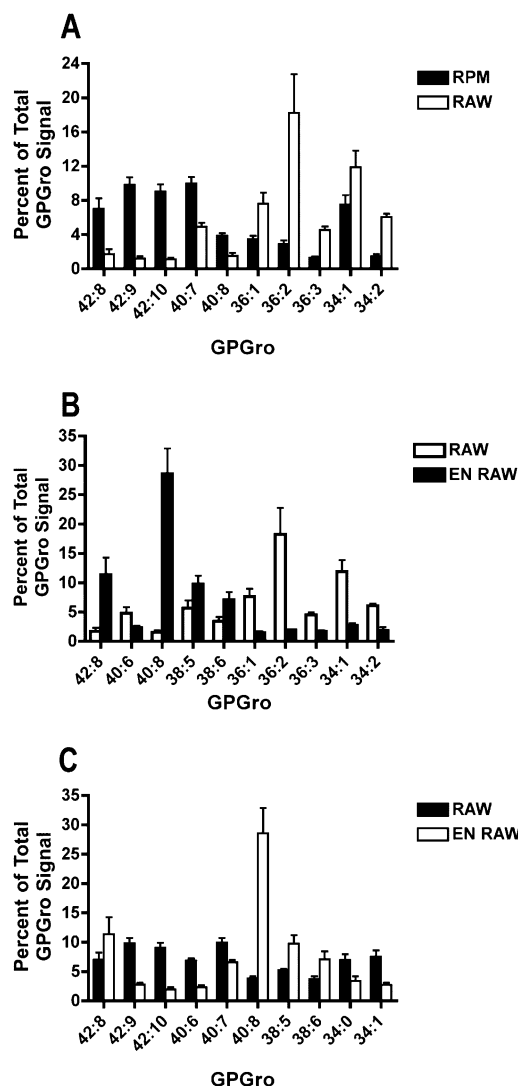 A
Percent of Total
GPGro Signal
24
20
16
12
8
4
0
RPM
RAW
42:8
42:9
42:10
40:7
40:8
36:1
36:2
36:3
34:1
34:2
GPGro
B
Percent of Total
GPGro Signal
35
30
25
20
15
10
5
0
RAW
EN RAW
42:8
40:6
40:8
38:5
38:6
36:1
36:2
36:3
34:1
34:2
GPGro
C
Percent of Total
GPGro Signal
35
30
25
20
15
10
5
0
RAW
EN RAW
42:8
42:9
42:10
40:6
40:7
40:8
38:5
38:6
34:0
34:1
GPGro